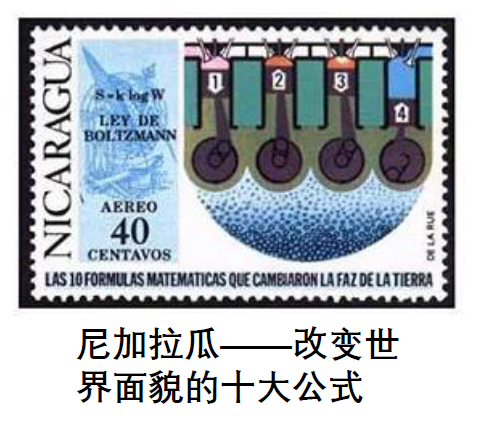 NICARAGUA
S = k log W
LEY DE
BOLTZMANN
AEREO
40
CENTAVOS
1 2 3 4
DE LA RUE
LAS 10 FORMULAS MATEMATICAS QUE CAMBIARON LA FAZ DE LA TIERRA
尼加拉瓜——改变世
界面貌的十大公式